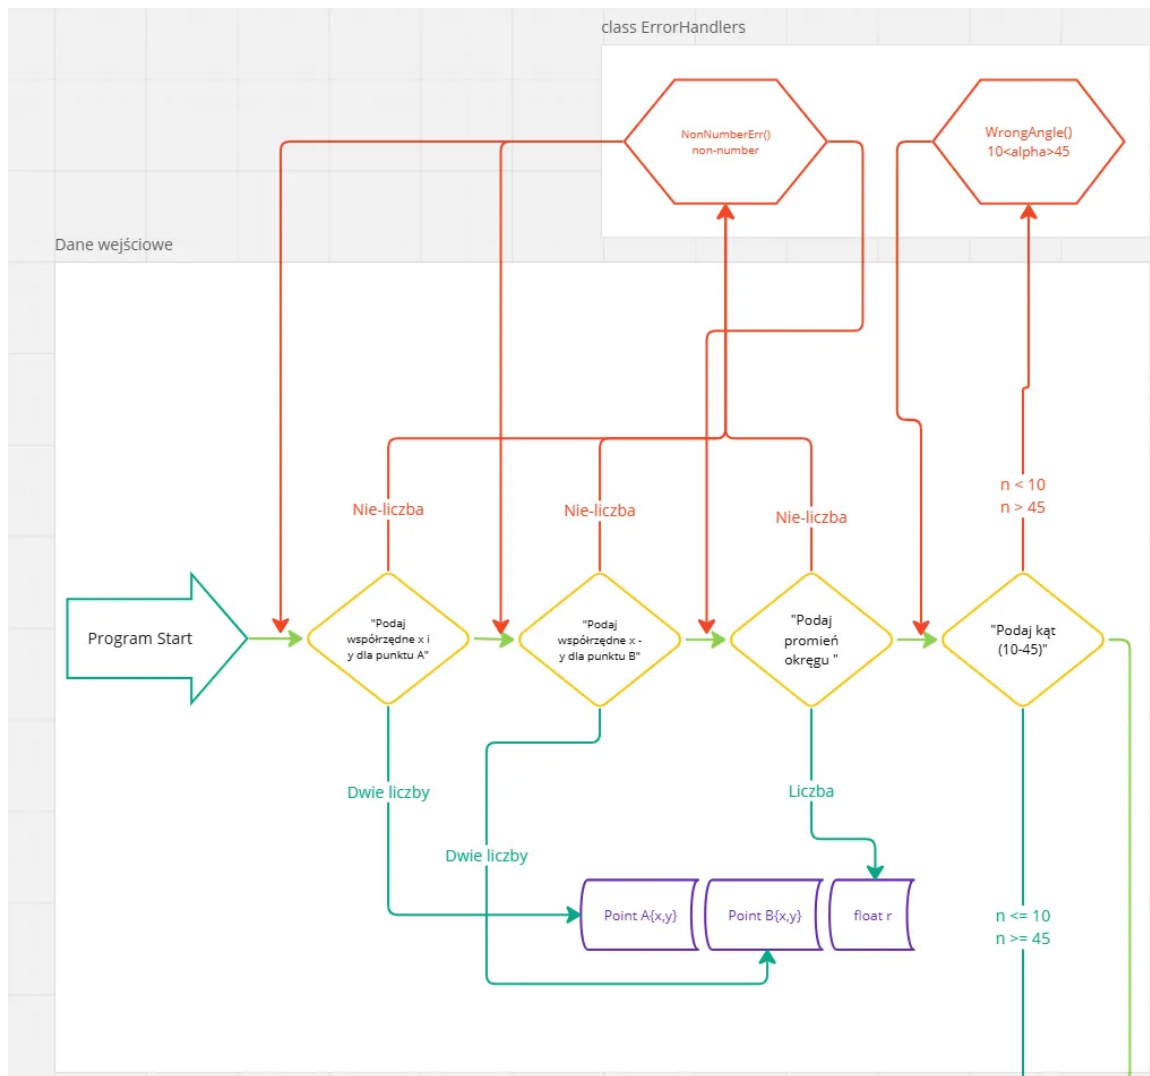 class ErrorHandlers
NonNumberErr()
non-number
WrongAngle()
10<alpha>45
Dane wejściowe
n < 10
n > 45
Nie-liczba
Nie-liczba
Nie-liczba
Program Start
"Podaj
współrzędne x i
y dla punktu A"
"Podaj
współrzędne x -
y dla punktu B"
"Podaj
promień
okręgu "
"Podaj kąt
(10-45)"
Dwie liczby
Liczba
Dwie liczby
Point A{x,y}
Point B{x,y}
float r
n <= 10
n >= 45